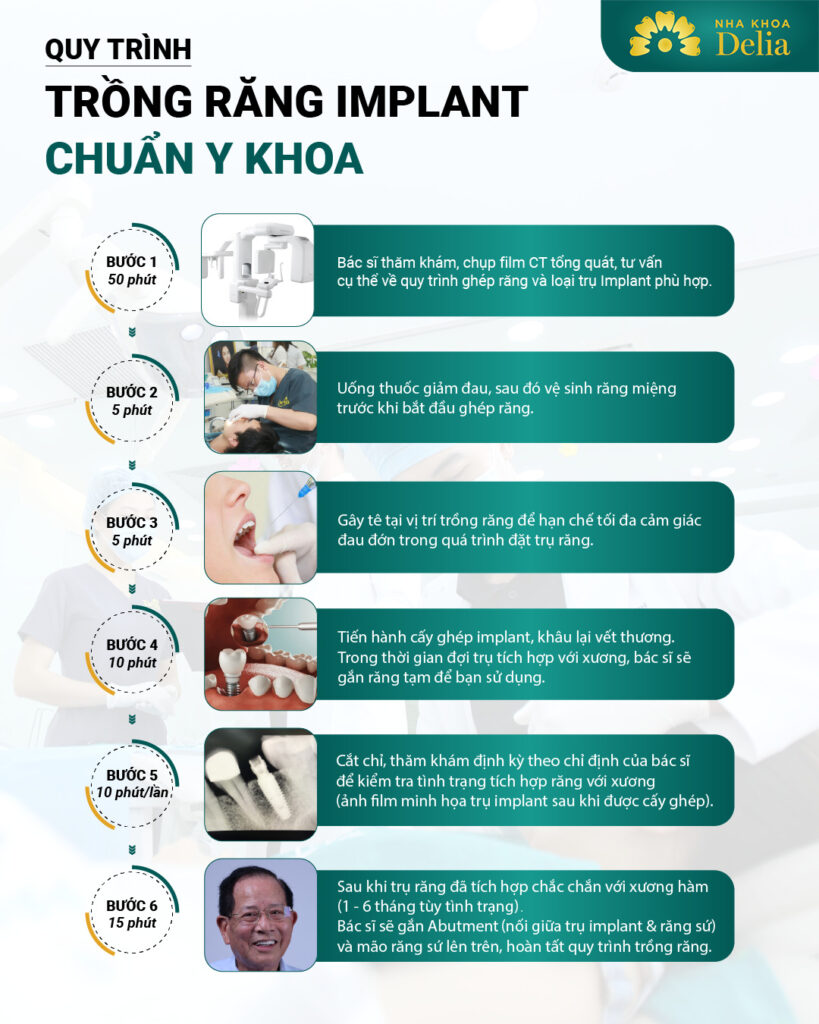 NHA KHOA
Delia
QUY TRÌNH
TRỒNG RĂNG IMPLANT
CHUẨN Y KHOA
BƯỚC 1
50 phút
Bác sĩ thăm khám, chụp film CT tổng quát, tư vấn
cụ thể về quy trình ghép răng và loại trụ Implant phù hợp.
BƯỚC 2
5 phút
Uống thuốc giảm đau, sau đó vệ sinh răng miệng
trước khi bắt đầu ghép răng.
BƯỚC 3
5 phút
Gây tê tại vị trí trồng răng để hạn chế tối đa cảm giác
đau đớn trong quá trình đặt trụ răng.
BƯỚC 4
10 phút
Tiến hành cấy ghép implant, khâu lại vết thương.
Trong thời gian đợi trụ tích hợp với xương, bác sĩ sẽ
gắn răng tạm để bạn sử dụng.
BƯỚC 5
10 phút/lần
Cắt chỉ, thăm khám định kỳ theo chỉ định của bác sĩ
để kiểm tra tình trạng tích hợp răng với xương
(ảnh film minh họa trụ implant sau khi được cấy ghép).
BƯỚC 6
15 phút
Sau khi trụ răng đã tích hợp chắc chắn với xương hàm
(1 - 6 tháng tùy tình trạng).
Bác sĩ sẽ gắn Abutment (nối giữa trụ implant & răng sứ)
và mão răng sứ lên trên, hoàn tất quy trình trồng răng.